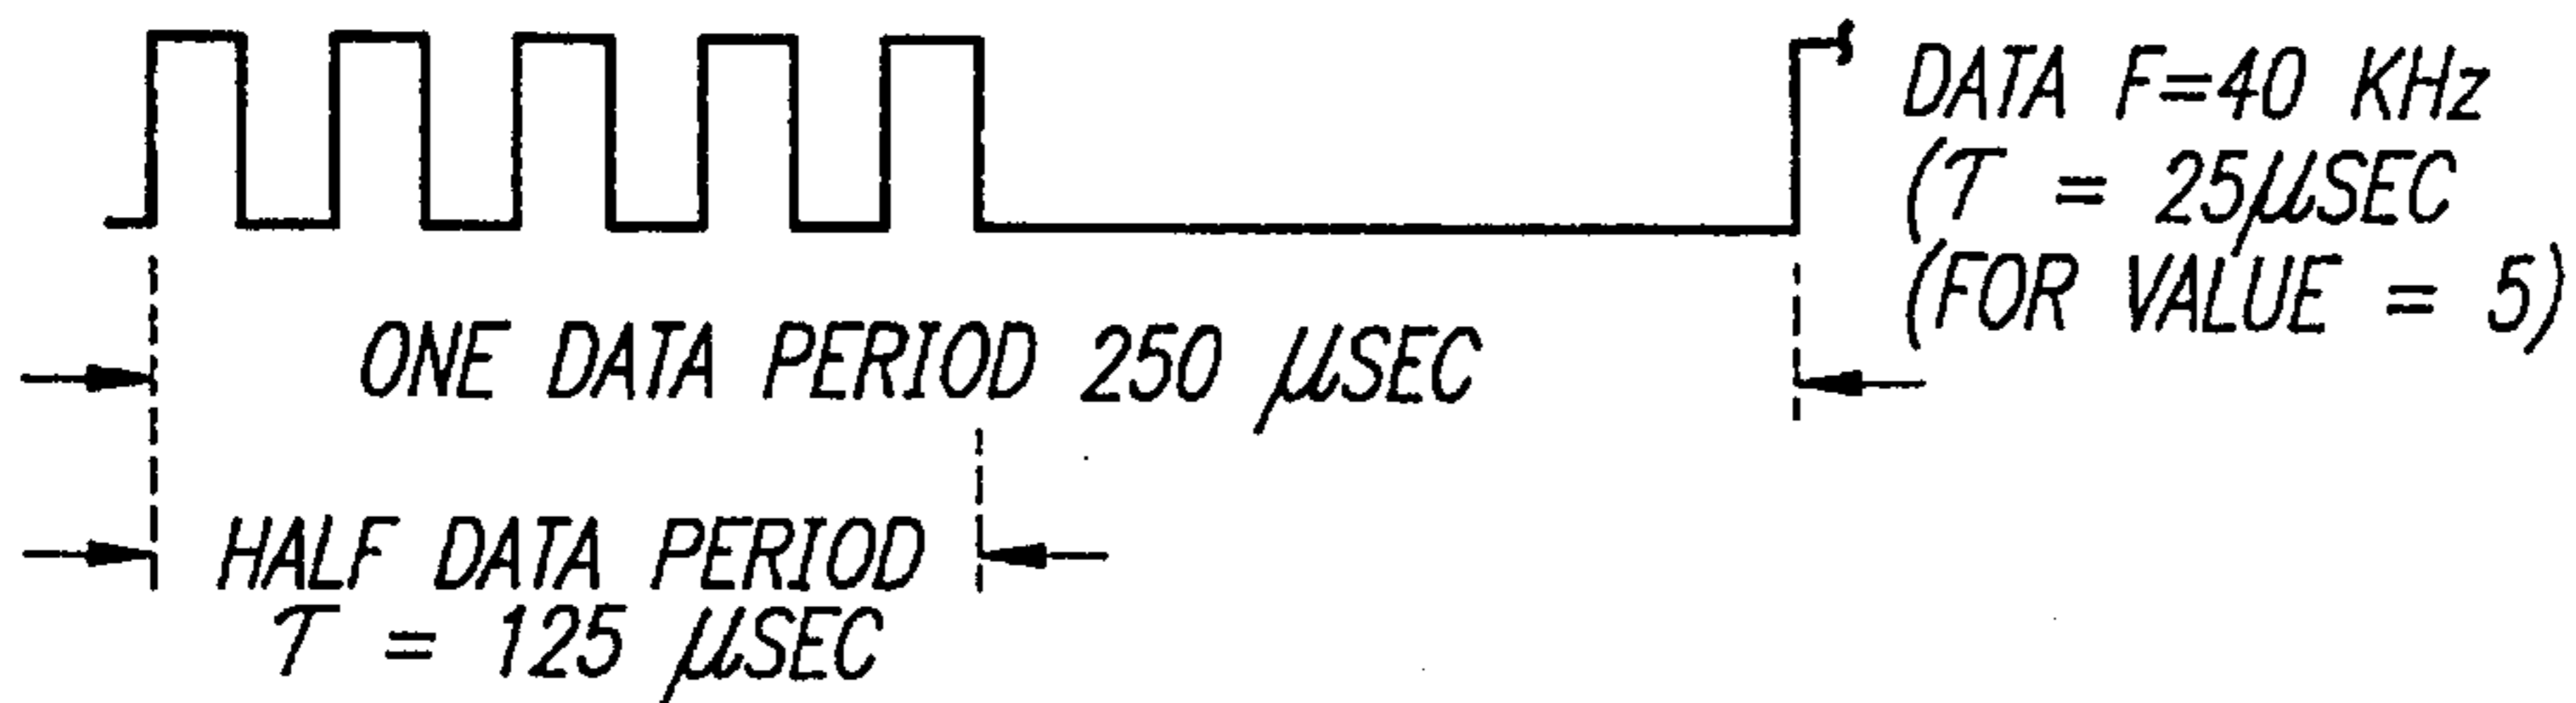 DATA F=40 KHz
(τ = 25μSEC
(FOR VALUE = 5)
ONE DATA PERIOD 250 μSEC
HALF DATA PERIOD
τ = 125 μSEC